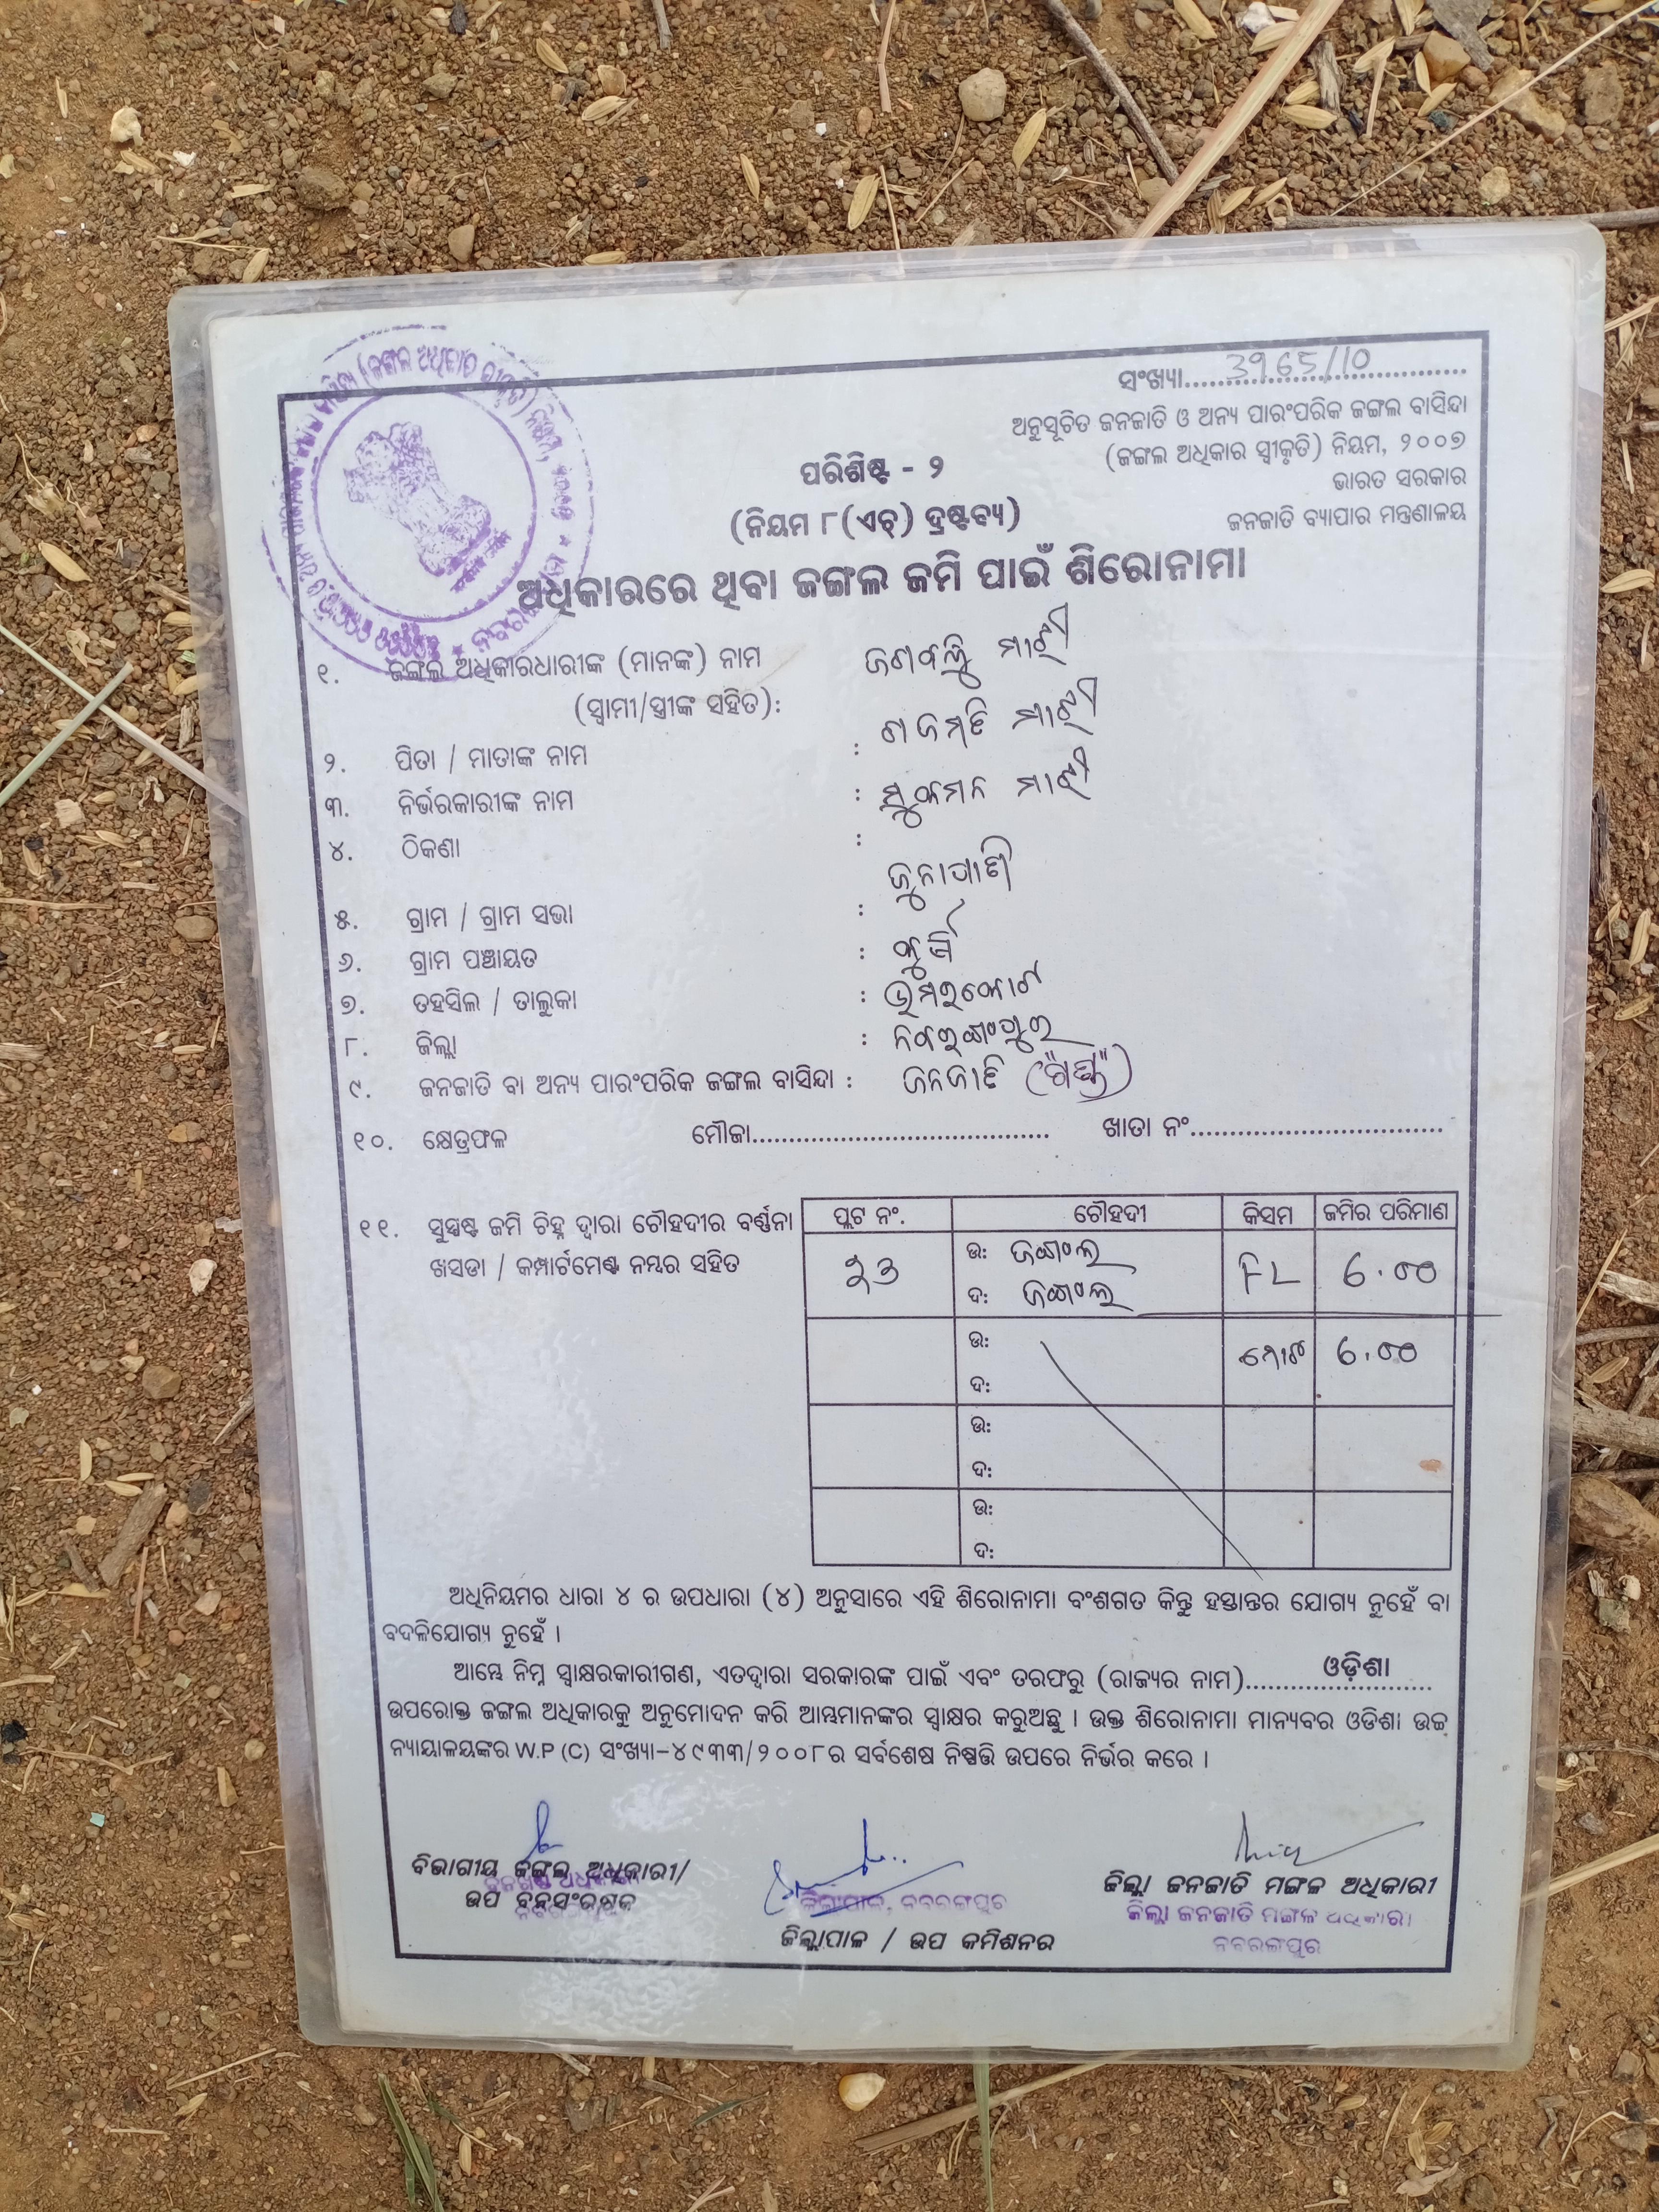 ସଂଖ୍ୟା.......3965/10.......
ଅନୁସୂଚିତ ଜନଜାତି ଓ ଅନ୍ୟ ପାରଂପରିକ ଜଙ୍ଗଲ ବାସିନ୍ଦା
(ଜଙ୍ଗଲ ଅଧିକାର ସ୍ୱୀକୃତି) ନିୟମ, ୨୦୦୭
ଭାରତ ସରକାର
ଜନଜାତି ବ୍ୟାପାର ମନ୍ତ୍ରଣାଳୟ
ପରିଶିଷ୍ଟ - ୨
(ନିୟମ ୮(ଏଚ୍) ଦ୍ରଷ୍ଟବ୍ୟ)
ଅଧିକାରରେ ଥିବା ଜଙ୍ଗଲ ଜମି ପାଇଁ ଶିରୋନାମା
୧. ଜଙ୍ଗଲ ଅଧିକାରଧାରୀଙ୍କ (ମାନଙ୍କ) ନାମ ମାଝୀ
(ସ୍ୱାମୀ/ସ୍ତ୍ରୀଙ୍କ ସହିତ):
୨. ପିତା / ମାତାଙ୍କ ନାମ : ମାଝୀ
୩. ନିର୍ଭରକାରୀଙ୍କ ନାମ : ମାଝୀ
୪. ଠିକଣା :
୫. ଗ୍ରାମ / ଗ୍ରାମ ସଭା : ଜୁନାପାଣି
୬. ଗ୍ରାମ ପଞ୍ଚାୟତ :
୭. ତହସିଲ / ତାଲୁକା : ଉମରକୋଟ
୮. ଜିଲ୍ଲା : ନବରଙ୍ଗପୁର
୯. ଜନଜାତି ବା ଅନ୍ୟ ପାରଂପରିକ ଜଙ୍ଗଲ ବାସିନ୍ଦା : ଜନଜାତି
୧୦. କ୍ଷେତ୍ରଫଳ ମୌଜା....................... ଖାତା ନଂ.......................
୧୧. ସୁସ୍ପଷ୍ଟ ଜମି ଚିହ୍ନ ଦ୍ୱାରା ଚୌହଦୀର ବର୍ଣ୍ଣନା
ଖସଡା / କମ୍ପାର୍ଟମେଣ୍ଟ ନମ୍ବର ସହିତ
ପ୍ଲଟ ନଂ. ଚୌହଦୀ କିସମ ଜମିର ପରିମାଣ
ଉ: ଜଙ୍ଗଲ FL 6.00
ଦ: ଜଙ୍ଗଲ
ଉ: ମୋଟ 6.00
ଦ:
ଉ:
ଦ:
ଉ:
ଦ:
ଅଧିନିୟମର ଧାରା ୪ ର ଉପଧାରା (୪) ଅନୁସାରେ ଏହି ଶିରୋନାମା ବଂଶଗତ କିନ୍ତୁ ହସ୍ତାନ୍ତର ଯୋଗ୍ୟ ନୁହେଁ ବା
ବଦଳିଯୋଗ୍ୟ ନୁହେଁ ।
ଆମ୍ଭେ ନିମ୍ନ ସ୍ୱାକ୍ଷରକାରୀଗଣ, ଏତଦ୍ୱାରା ସରକାରଙ୍କ ପାଇଁ ଏବଂ ତରଫରୁ (ରାଜ୍ୟର ନାମ).......ଓଡ଼ିଶା.......
ଉପରୋକ୍ତ ଜଙ୍ଗଲ ଅଧିକାରକୁ ଅନୁମୋଦନ କରି ଆମ୍ଭମାନଙ୍କର ସ୍ୱାକ୍ଷର କରୁଅଛୁ । ଉକ୍ତ ଶିରୋନାମା ମାନ୍ୟବର ଓଡିଶା ଉଚ୍ଚ
ନ୍ୟାୟାଳୟଙ୍କର W.P (C) ସଂଖ୍ୟା-୪୯୩୩/୨୦୦୮ର ସର୍ବଶେଷ ନିଷ୍ପତ୍ତି ଉପରେ ନିର୍ଭର କରେ ।
ବିଭାଗୀୟ ଜଙ୍ଗଲ ଅଧିକାରୀ/
ଉପ ବନସଂରକ୍ଷକ
ଜିଲ୍ଲାପାଳ, ନବରଙ୍ଗପୁର
ଜିଲ୍ଲାପାଳ / ଉପ କମିଶନର
ଜିଲ୍ଲା ଜନଜାତି ମଙ୍ଗଳ ଅଧିକାରୀ
ଜିଲ୍ଲା ଜନଜାତି ମଙ୍ଗଳ ଅଧିକାରୀ
ନବରଙ୍ଗପୁର